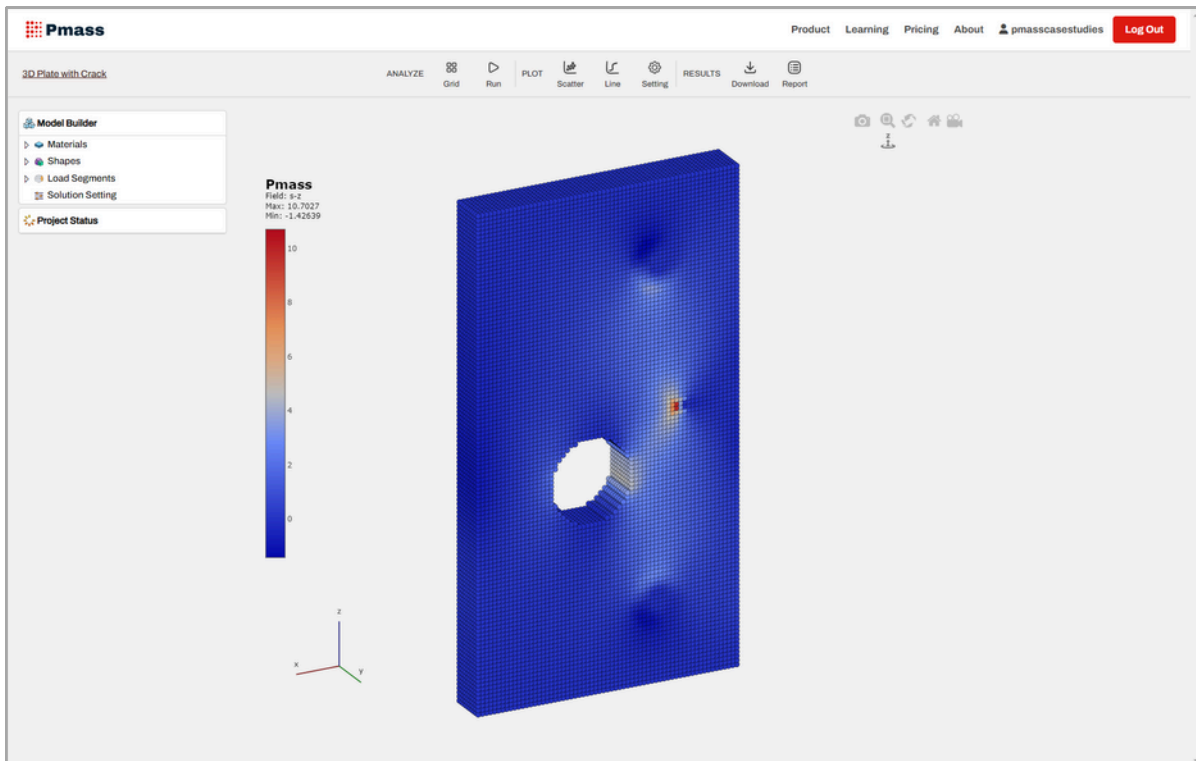 Pmass
Product Learning Pricing About pmasscasestudies Log Out
3D Plate with Crack
ANALYZE Grid Run PLOT Scatter Line Setting RESULTS Download Report
Model Builder
Materials
Shapes
Load Segments
Solution Setting
Project Status
z
Pmass
Field: s-z
Max: 10.7027
Min: -1.42639
10
8
6
4
2
0
z
x
Y